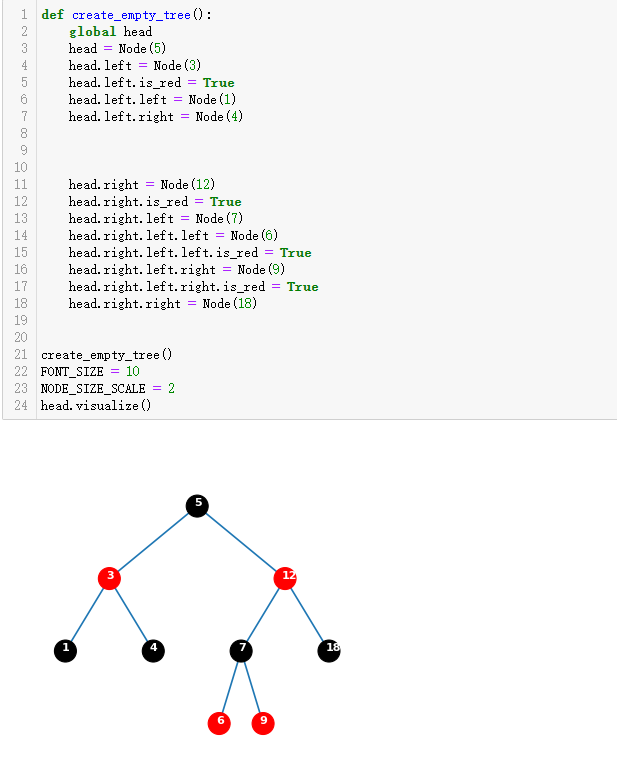 1 def create_empty_tree():
2     global head
3     head = Node(5)
4     head.left = Node(3)
5     head.left.is_red = True
6     head.left.left = Node(1)
7     head.left.right = Node(4)
8
9
10
11     head.right = Node(12)
12     head.right.is_red = True
13     head.right.left = Node(7)
14     head.right.left.left = Node(6)
15     head.right.left.left.is_red = True
16     head.right.left.right = Node(9)
17     head.right.left.right.is_red = True
18     head.right.right = Node(18)
19
20
21 create_empty_tree()
22 FONT_SIZE = 10
23 NODE_SIZE_SCALE = 2
24 head.visualize()
5
3 12
1 4 7 18
6 9